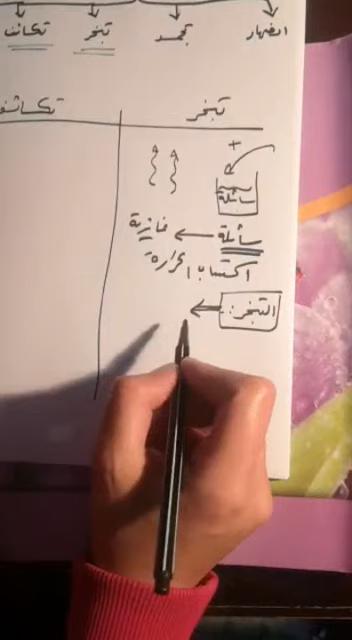 انصهار تجمد تبخر تكاثف
تبخر تكاثف
+
سائلة
سائلة ← غازية
اكتساب الحرارة
التبخر: ←